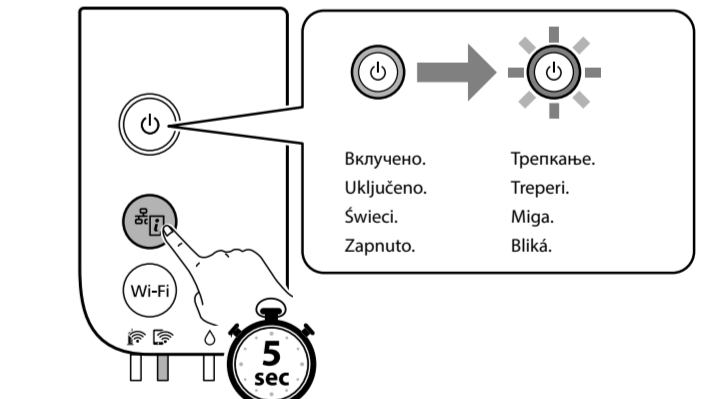 Вклучено.
Uključeno.
Świeci.
Zapnuto.
Трепкање.
Treperi.
Miga.
Bliká.
i
Wi-Fi
5
sec